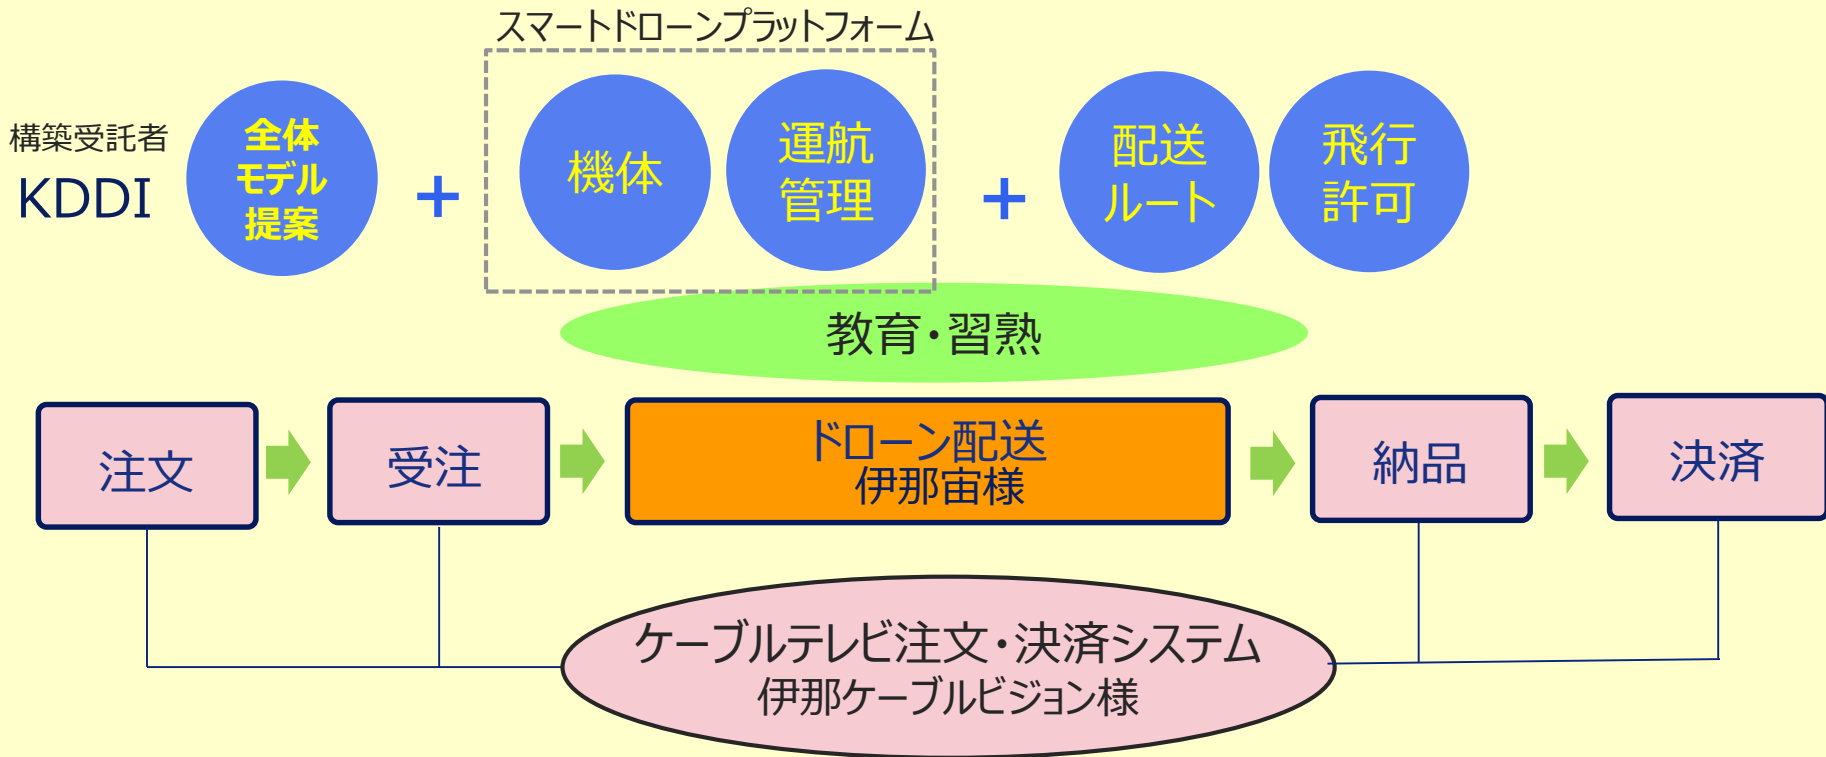 スマートドローンプラットフォーム
構築受託者
KDDI
全体
モデル
提案
+
機体
運航
管理
+
配送
ルート
飛行
許可
教育・習熟
注文
受注
ドローン配送
伊那宙様
納品
決済
ケーブルテレビ注文・決済システム
伊那ケーブルビジョン様